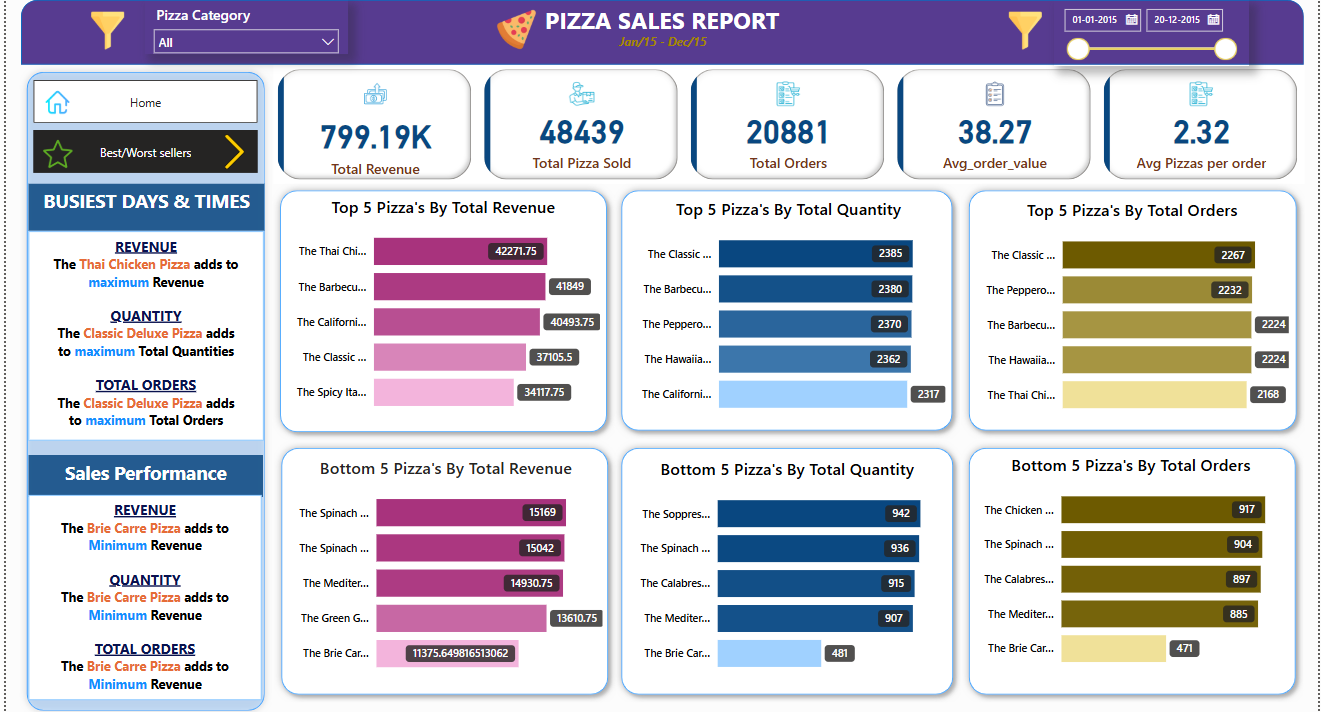 Pizza Category
All
PIZZA SALES REPORT
Jan/15 - Dec/15
01-01-2015
20-12-2015
Home
Best/Worst sellers
799.19K
Total Revenue
48439
Total Pizza Sold
20881
Total Orders
38.27
Avg_order_value
2.32
Avg Pizzas per order
BUSIEST DAYS & TIMES
REVENUE
The Thai Chicken Pizza adds to
maximum Revenue
QUANTITY
The Classic Deluxe Pizza adds
to maximum Total Quantities
TOTAL ORDERS
The Classic Deluxe Pizza adds
to maximum Total Orders
Sales Performance
REVENUE
The Brie Carre Pizza adds to
Minimum Revenue
QUANTITY
The Brie Carre Pizza adds to
Minimum Revenue
TOTAL ORDERS
The Brie Carre Pizza adds to
Minimum Revenue
Top 5 Pizza's By Total Revenue
The Thai Chi... 42271.75
The Barbecu... 41849
The Californi... 40493.75
The Classic ... 37105.5
The Spicy Ita... 34117.75
Top 5 Pizza's By Total Quantity
The Classic ... 2385
The Barbecu... 2380
The Peppero... 2370
The Hawaiia... 2362
The Californi... 2317
Top 5 Pizza's By Total Orders
The Classic ... 2267
The Peppero... 2232
The Barbecu... 2224
The Hawaiia... 2224
The Thai Chi... 2168
Bottom 5 Pizza's By Total Revenue
The Spinach ... 15169
The Spinach ... 15042
The Mediter... 14930.75
The Green G... 13610.75
The Brie Car... 11375.649816513062
Bottom 5 Pizza's By Total Quantity
The Soppres... 942
The Spinach ... 936
The Calabres... 915
The Mediter... 907
The Brie Car... 481
Bottom 5 Pizza's By Total Orders
The Chicken ... 917
The Spinach ... 904
The Calabres... 897
The Mediter... 885
The Brie Car... 471